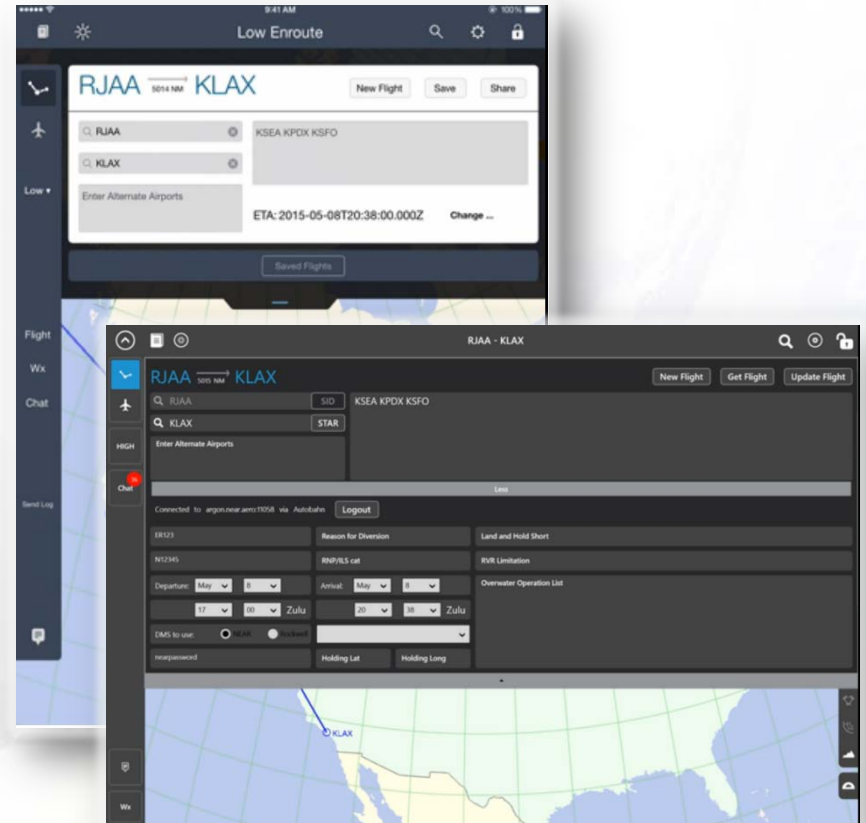 9:41 AM
100%
Low Enroute
RJAA 5014 NM KLAX
New Flight Save Share
RJAA
KLAX
KSEA KPDX KSFO
Enter Alternate Airports
ETA: 2015-05-08T20:38:00.000Z Change ...
Low ▾
Saved Flights
Flight
Wx
Chat
Send Log
RJAA - KLAX
RJAA 5015 NM KLAX
New Flight Get Flight Update Flight
RJAA SID KSEA KPDX KSFO
KLAX STAR
Enter Alternate Airports
HIGH
Chat
Less
Connected to argon.near.aero:11058 via Autobahn Logout
ER123 Reason for Diversion Land and Hold Short
N12345 RNP/ILS cat RVR Limitation
Departure: May 8 Arrival: May 8 Overwater Operation List
17 00 Zulu 20 38 Zulu
DMS to use: NEAR Rockwell
nearpassword Holding Lat Holding Long
KLAX
Wx